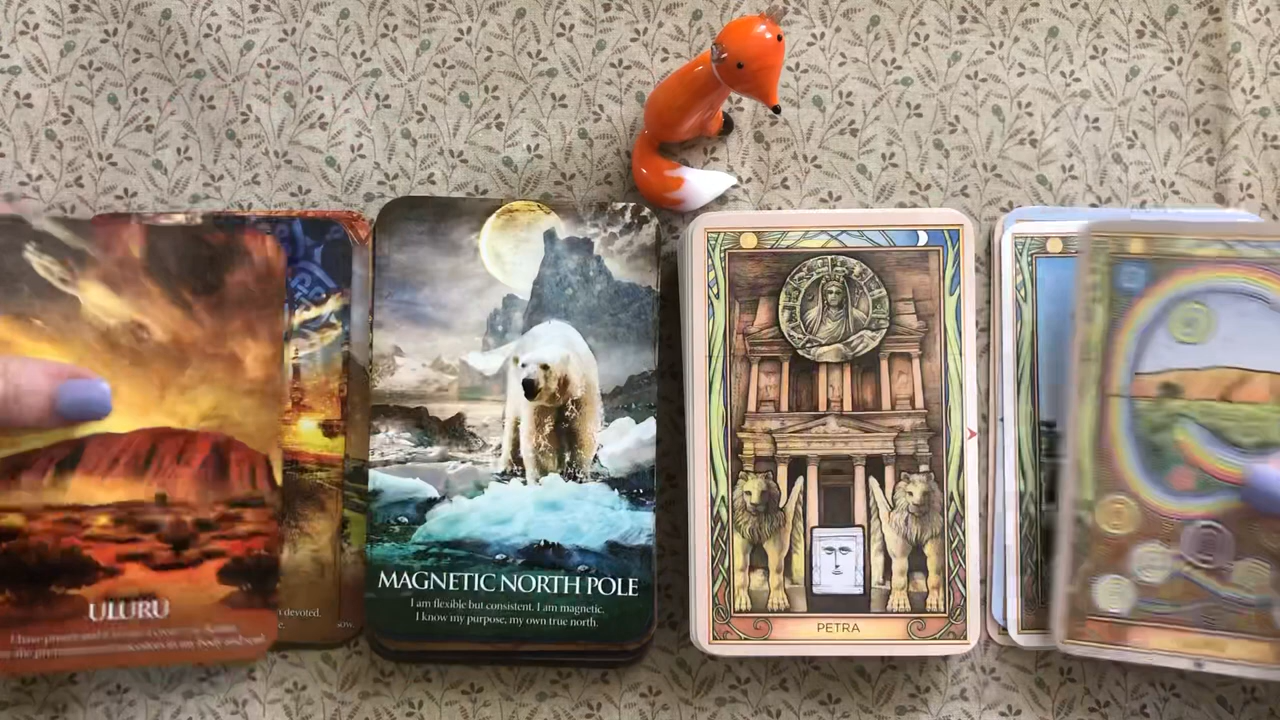 ULURU
I have
devoted.
MAGNETIC NORTH POLE
I am flexible but consistent. I am magnetic.
I know my purpose, my own true north.
PETRA